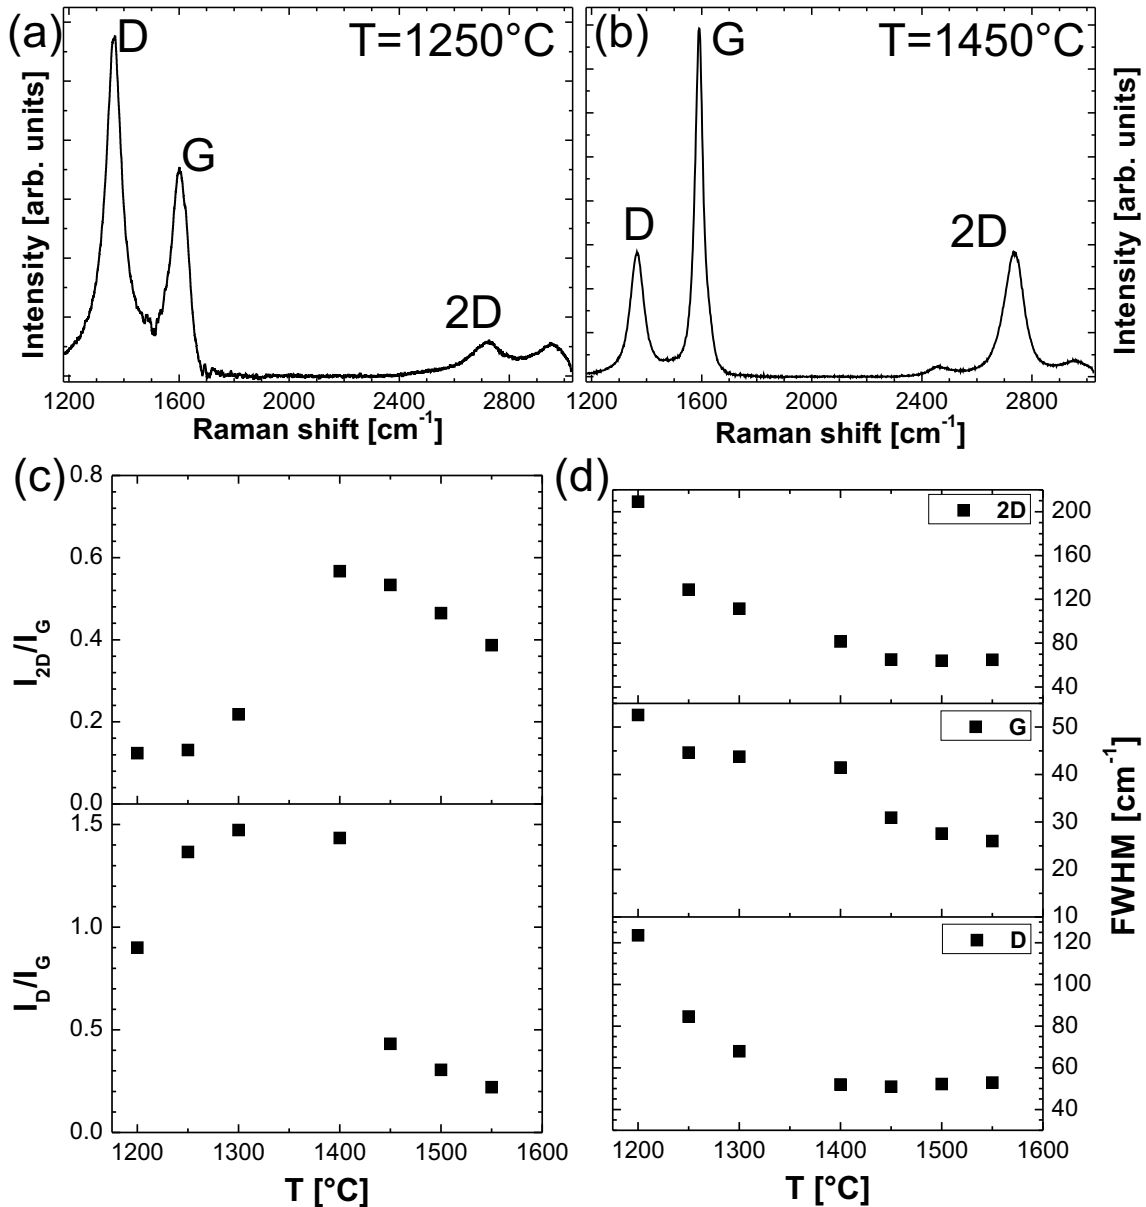 (a)
D
T=1250°C
G
2D
Intensity [arb. units]
1200 1600 2000 2400 2800
Raman shift [cm-1]
(b)
G
T=1450°C
D
2D
Intensity [arb. units]
1200 1600 2000 2400 2800
Raman shift [cm-1]
(c)
0.8
0.6
0.4
0.2
0.0
I2D/IG
1.5
1.0
0.5
0.0
ID/IG
1200 1300 1400 1500 1600
T [°C]
(d)
2D
200
160
120
80
40
G
50
40
30
20
10
D
120
100
80
60
40
FWHM [cm-1]
1200 1300 1400 1500 1600
T [°C]